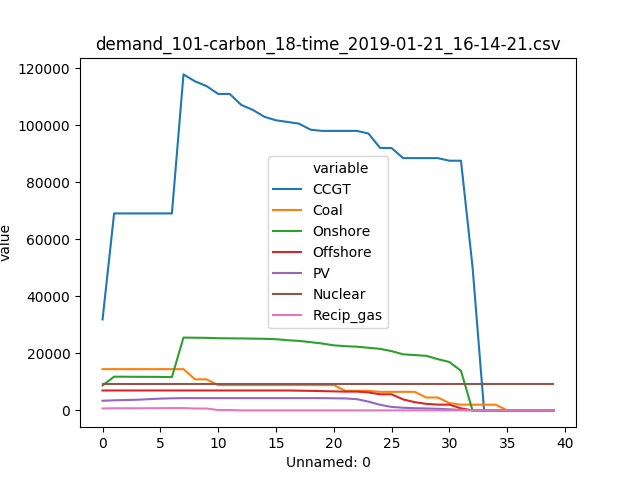 demand_101-carbon_18-time_2019-01-21_16-14-21.csv
120000
100000
80000
60000
40000
20000
0
value
variable
CCGT
Coal
Onshore
Offshore
PV
Nuclear
Recip_gas
0 5 10 15 20 25 30 35 40
Unnamed: 0